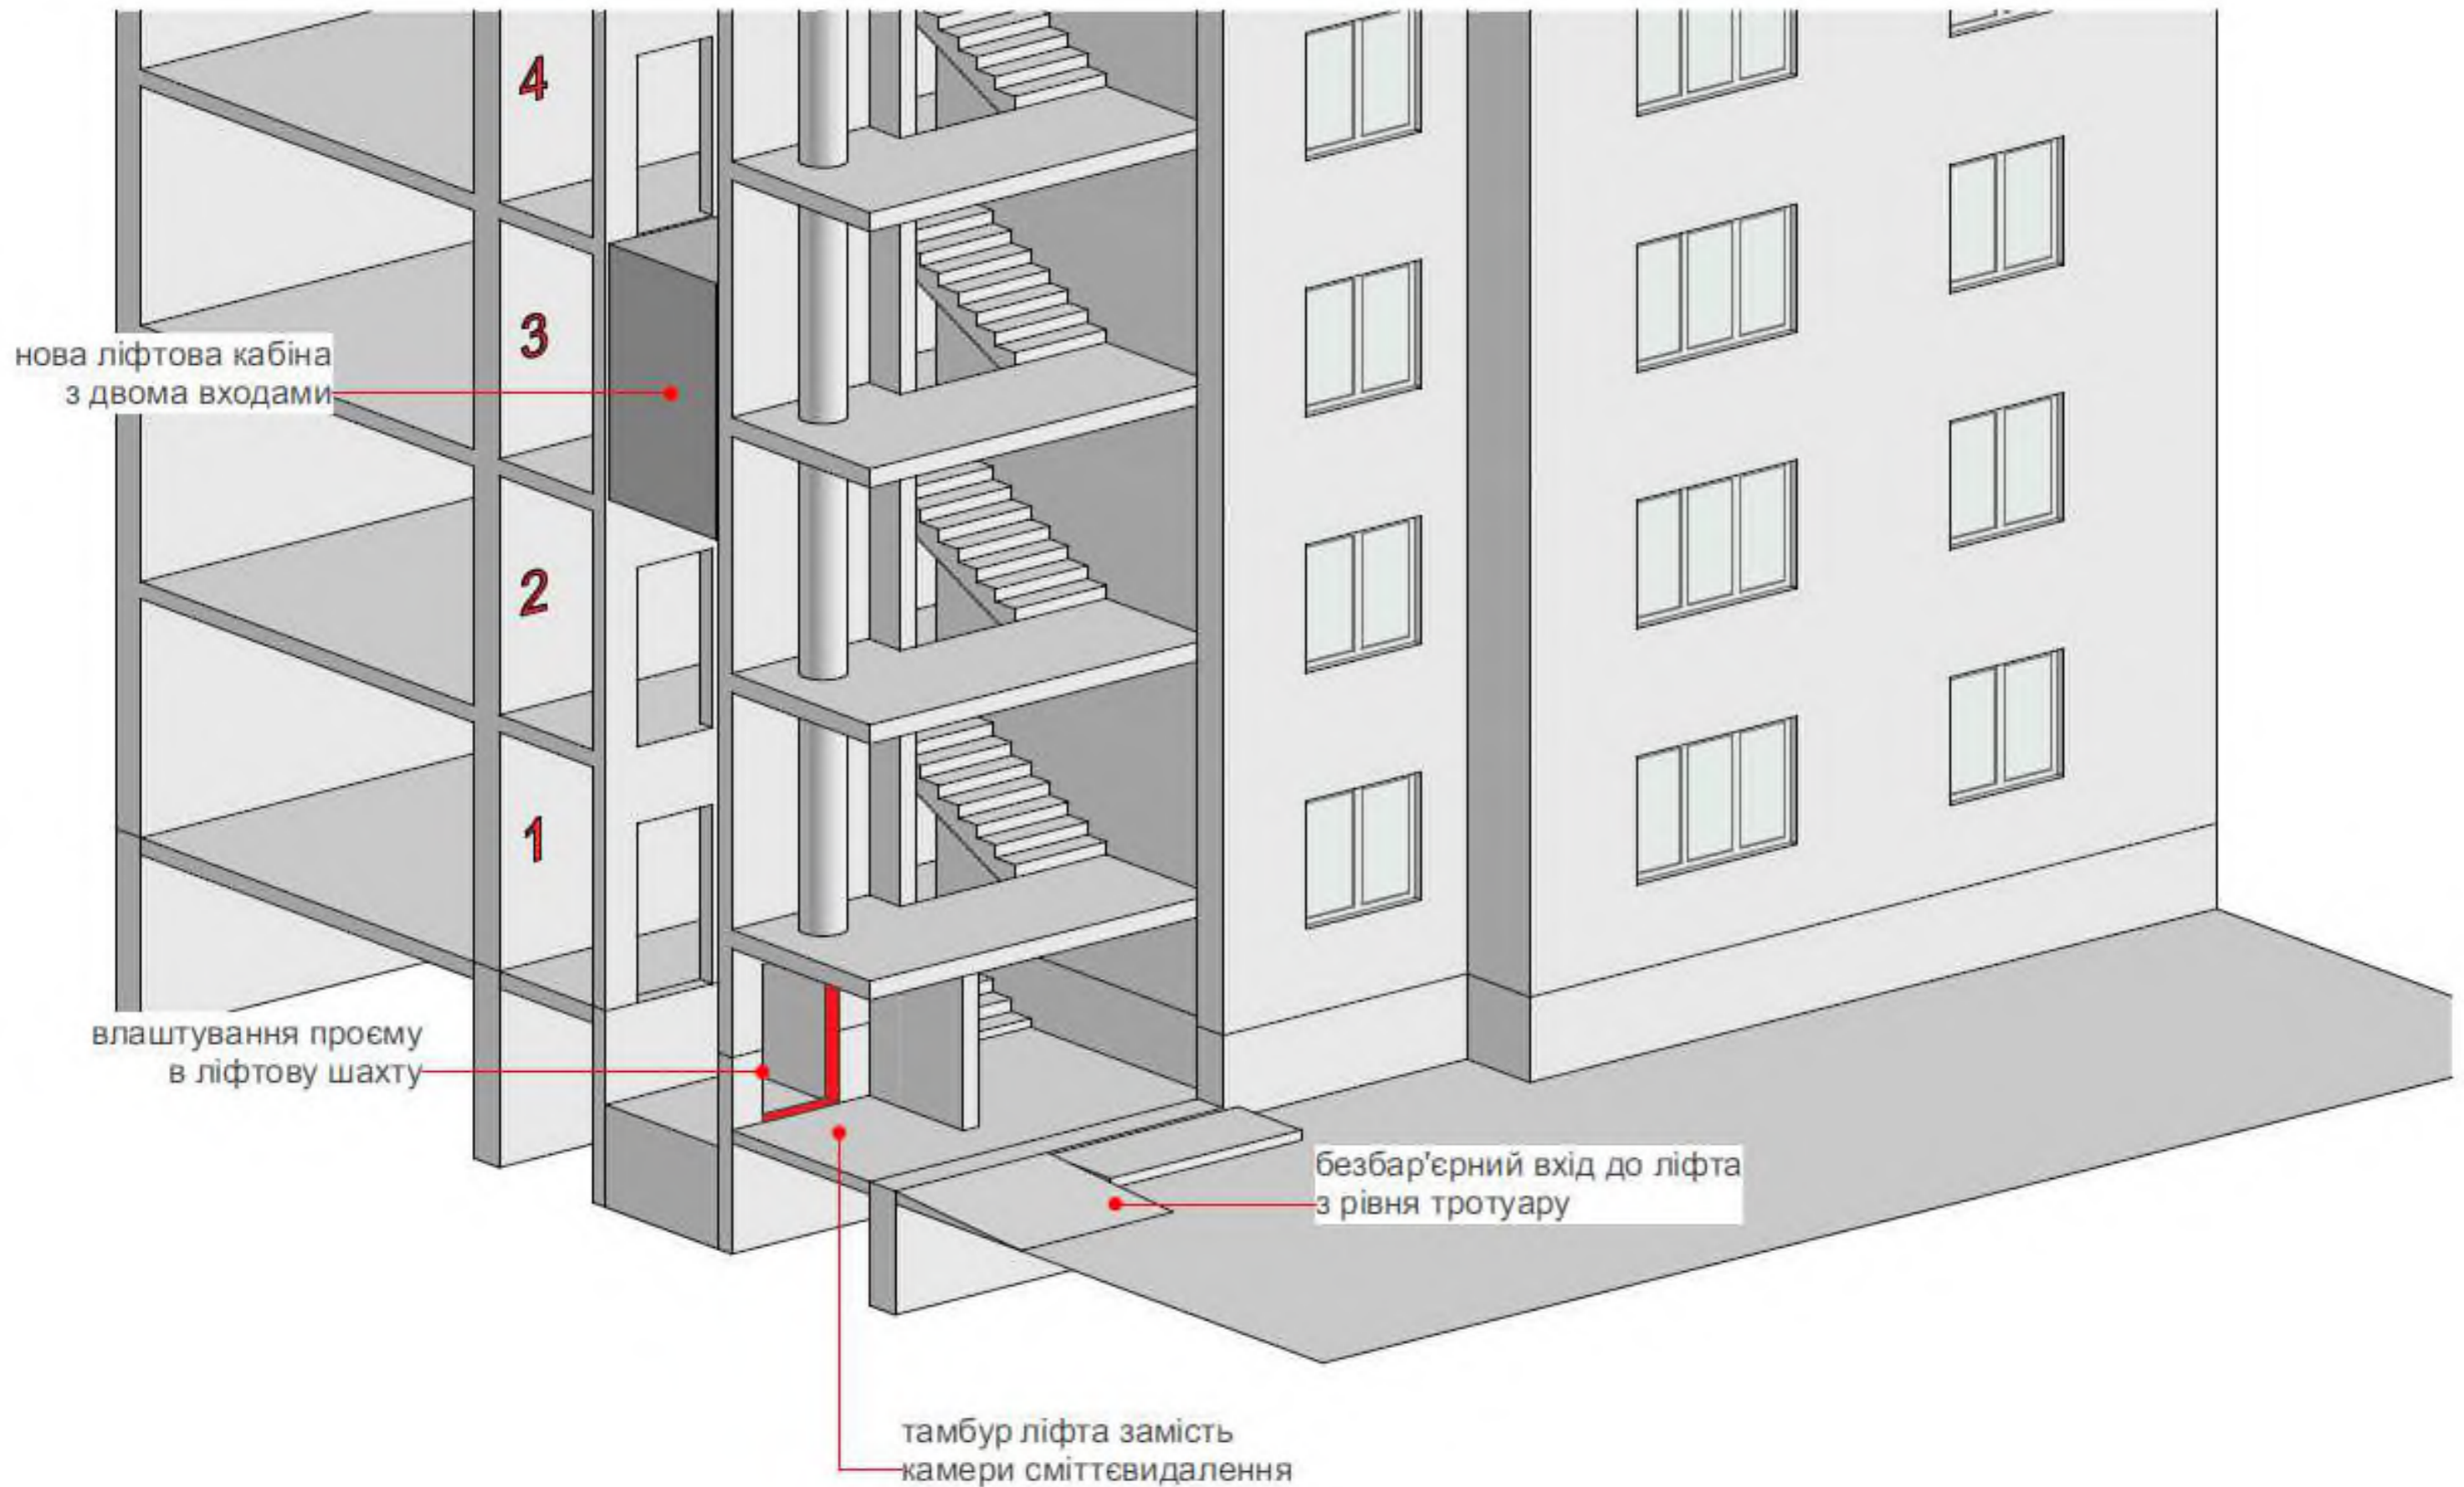 4
3
нова ліфтова кабіна
з двома входами
2
1
влаштування проєму
в ліфтову шахту
безбар'єрний вхід до ліфта
з рівня тротуару
тамбур ліфта замість
камери сміттєвидалення